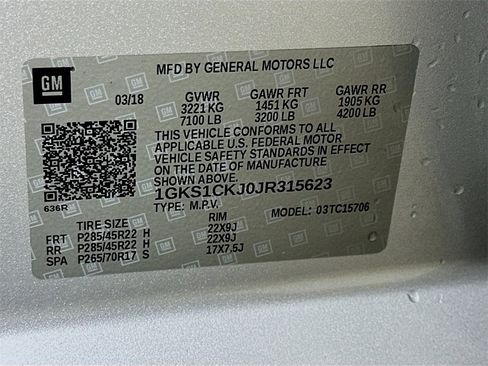 GM
MFD BY GENERAL MOTORS LLC
03/18 GVWR GAWR FRT GAWR RR
3221 KG 1451 KG 1905 KG
7100 LB 3200 LB 4200 LB
THIS VEHICLE CONFORMS TO ALL
APPLICABLE U.S. FEDERAL MOTOR
VEHICLE SAFETY STANDARDS IN EFFECT
ON THE DATE OF MANUFACTURE
SHOWN ABOVE.
1GKS1CKJ0JR315623
636R
TYPE: M.P.V. MODEL: 03TC15706
TIRE SIZE RIM
FRT P285/45R22 H 22X9J
RR P285/45R22 H 22X9J
SPA P265/70R17 S 17X7.5J